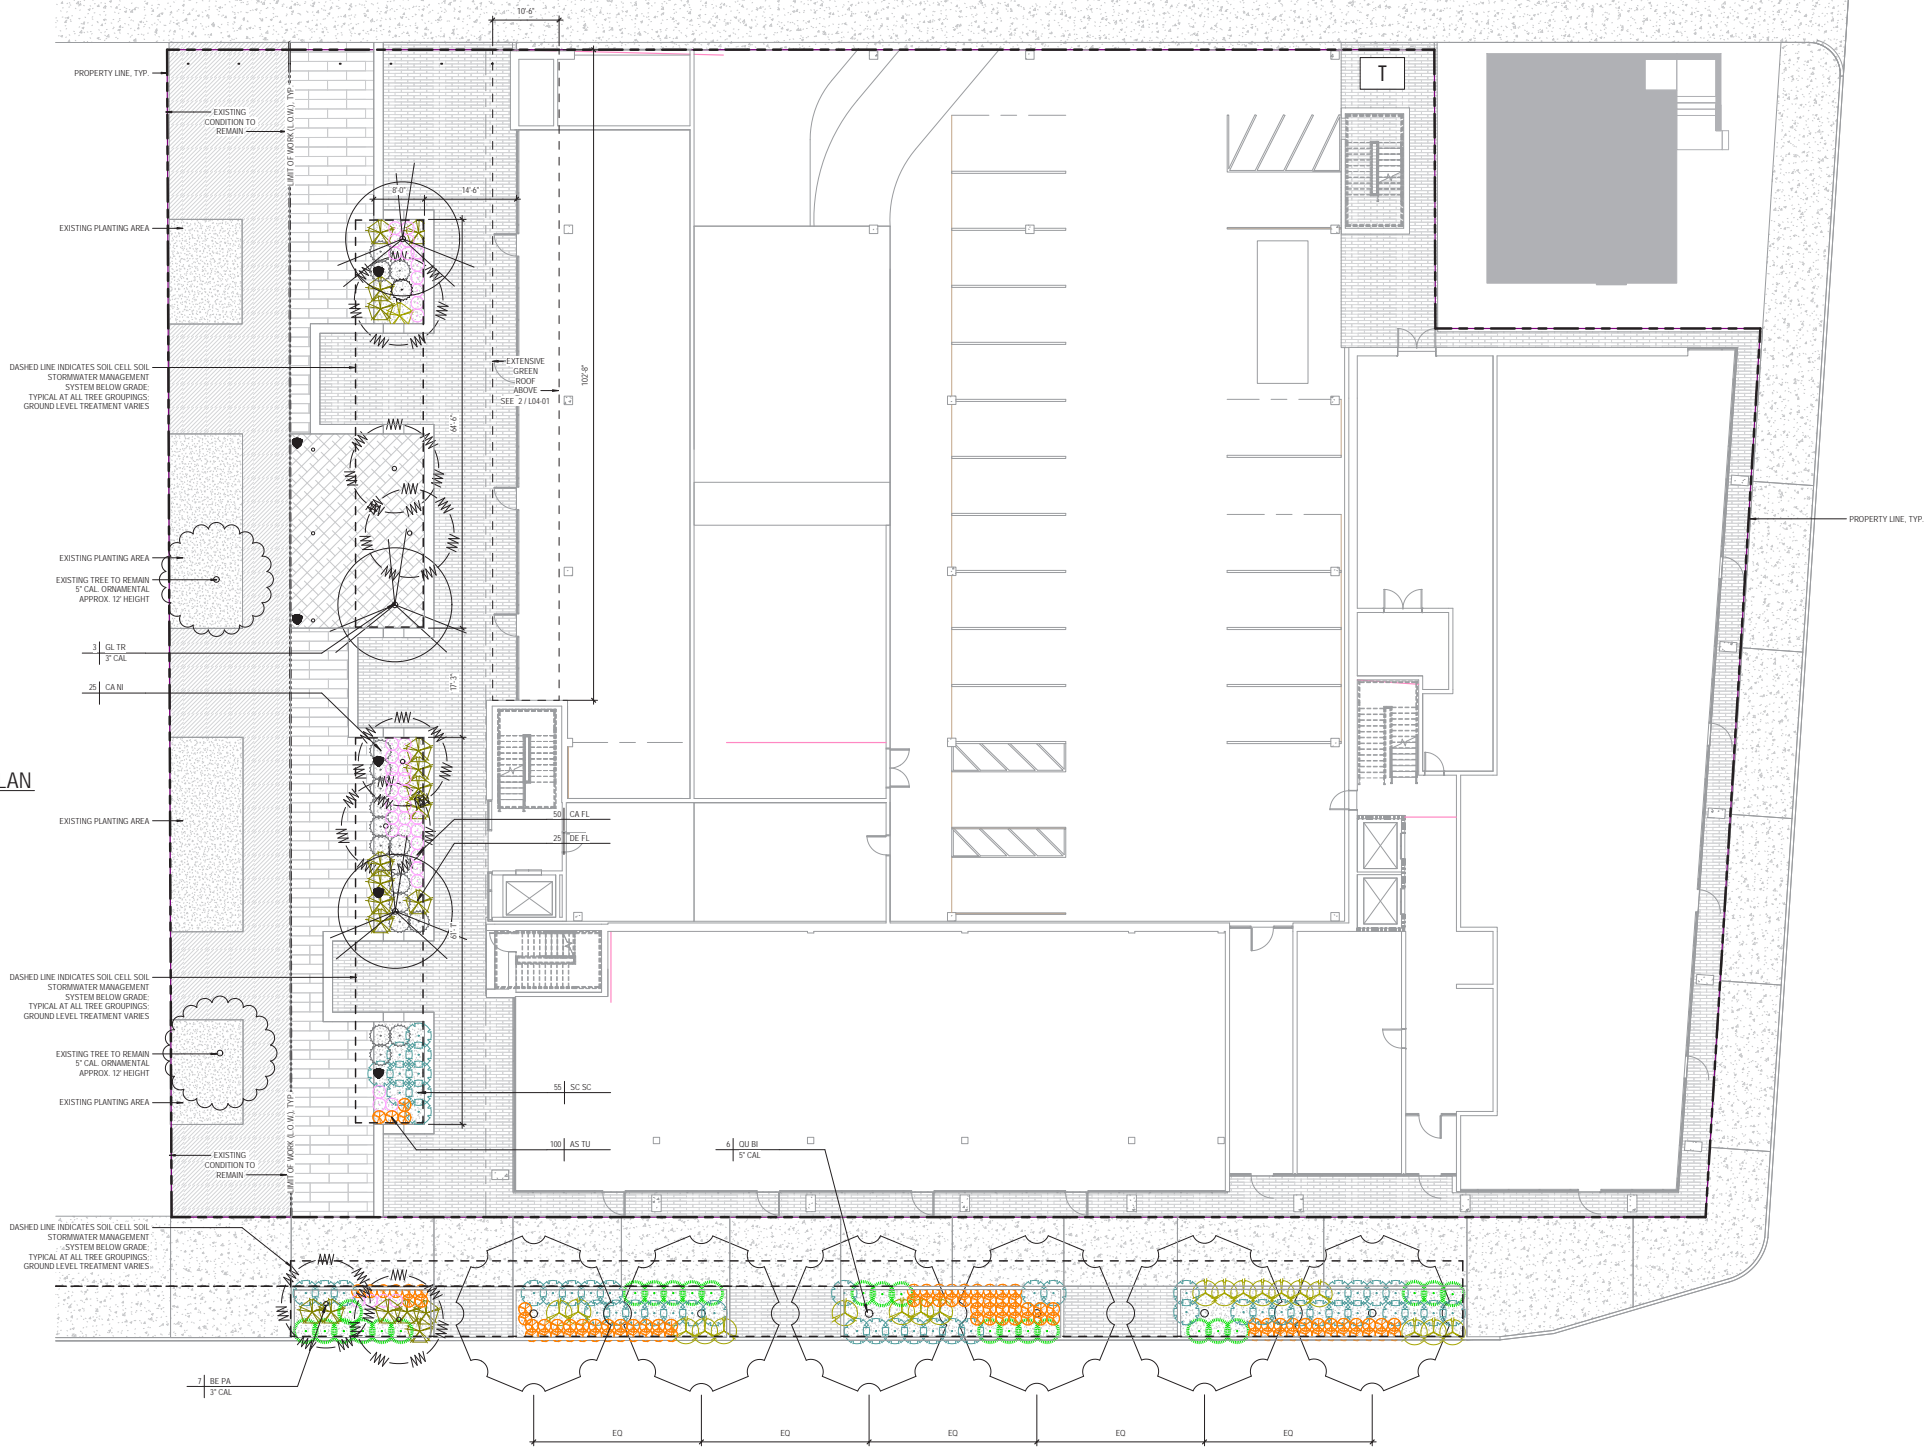 10'-6"
PROPERTY LINE, TYP.
T
EXISTING
CONDITION TO
REMAIN
LIMIT OF WORK (L.O.W.), TYP.
8'-0"
14'-6"
EXISTING PLANTING AREA
DASHED LINE INDICATES SOIL CELL SOIL
STORMWATER MANAGEMENT
SYSTEM BELOW GRADE;
TYPICAL AT ALL TREE GROUPINGS;
GROUND LEVEL TREATMENT VARIES
EXTENSIVE
GREEN
ROOF
ABOVE
SEE 2 / L04-01
102'-8"
64'-6"
PROPERTY LINE, TYP.
EXISTING PLANTING AREA
EXISTING TREE TO REMAIN
5" CAL. ORNAMENTAL
APPROX. 12' HEIGHT
3 GL TR
3" CAL
25 CA NI
17'-3"
LAN
EXISTING PLANTING AREA
50 CA FL
25 DE FL
61'-1"
DASHED LINE INDICATES SOIL CELL SOIL
STORMWATER MANAGEMENT
SYSTEM BELOW GRADE;
TYPICAL AT ALL TREE GROUPINGS;
GROUND LEVEL TREATMENT VARIES
EXISTING TREE TO REMAIN
5" CAL. ORNAMENTAL
APPROX. 12' HEIGHT
EXISTING PLANTING AREA
55 SC SC
100 AS TU
6 QU BI
5" CAL
EXISTING
CONDITION TO
REMAIN
LIMIT OF WORK (L.O.W.), TYP.
DASHED LINE INDICATES SOIL CELL SOIL
STORMWATER MANAGEMENT
SYSTEM BELOW GRADE;
TYPICAL AT ALL TREE GROUPINGS;
GROUND LEVEL TREATMENT VARIES
7 BE PA
3" CAL
EQ
EQ
EQ
EQ
EQ